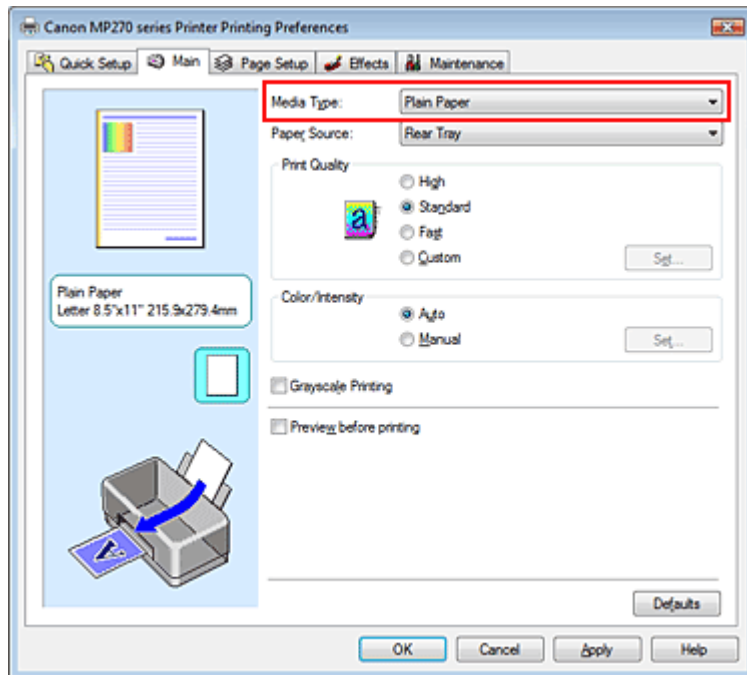 Canon MP270 series Printer Printing Preferences
Quick Setup Main Page Setup Effects Maintenance
Media Type: Plain Paper
Paper Source: Rear Tray
Print Quality
High
a Standard
Fast
Custom Set...
Plain Paper
Letter 8.5"x11" 215.9x279.4mm
Color/Intensity
Auto
Manual Set...
Grayscale Printing
Preview before printing
A
Defaults
OK Cancel Apply Help